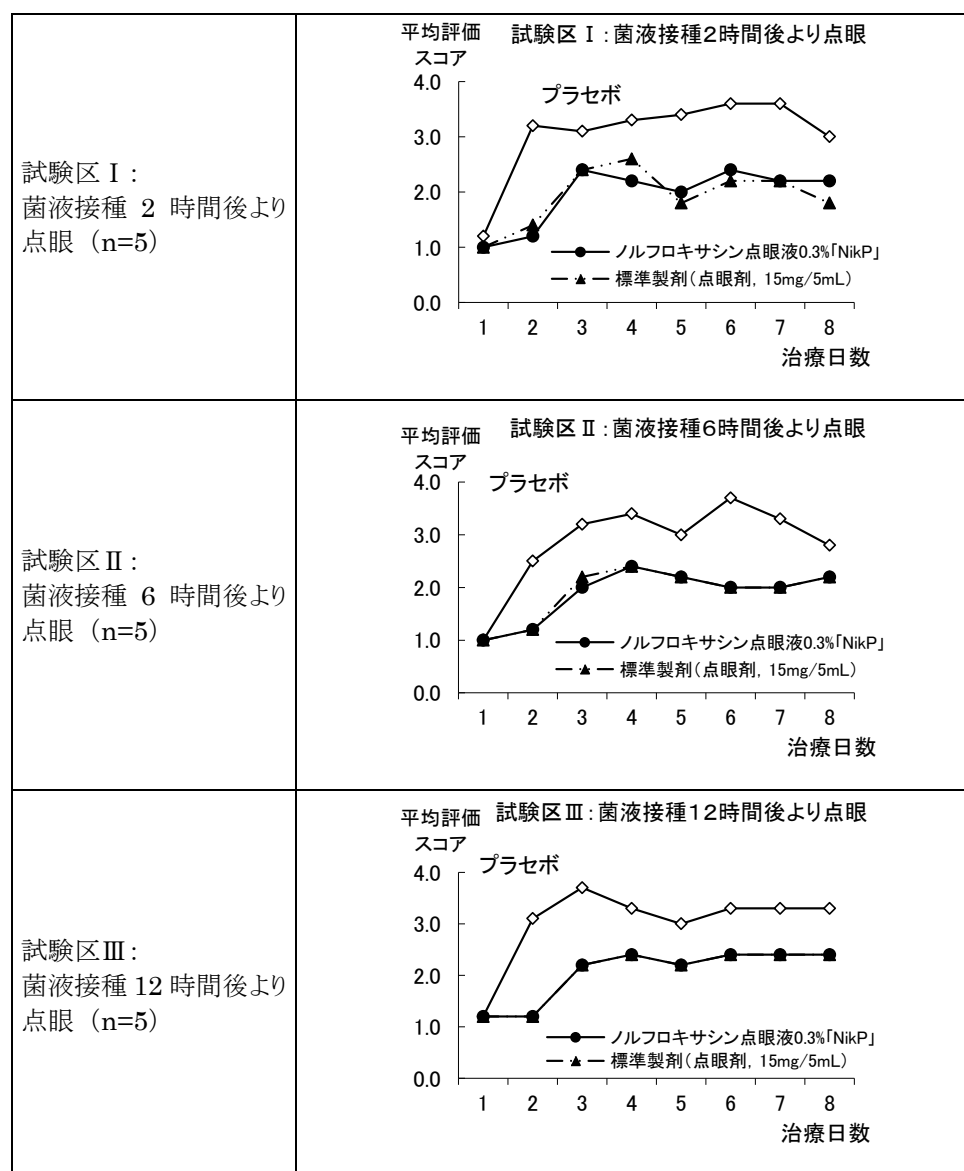 試験区Ⅰ:
菌液接種 2 時間後より
点眼 (n=5)
平均評価
スコア
試験区Ⅰ:菌液接種2時間後より点眼
プラセボ
4.0
3.0
2.0
1.0
0.0
ノルフロキサシン点眼液0.3%「NikP」
標準製剤(点眼剤, 15mg/5mL)
1 2 3 4 5 6 7 8
治療日数
試験区Ⅱ:
菌液接種 6 時間後より
点眼 (n=5)
平均評価
スコア
試験区Ⅱ:菌液接種6時間後より点眼
プラセボ
4.0
3.0
2.0
1.0
0.0
ノルフロキサシン点眼液0.3%「NikP」
標準製剤(点眼剤, 15mg/5mL)
1 2 3 4 5 6 7 8
治療日数
試験区Ⅲ:
菌液接種 12 時間後より
点眼 (n=5)
平均評価
スコア
試験区Ⅲ:菌液接種12時間後より点眼
プラセボ
4.0
3.0
2.0
1.0
0.0
ノルフロキサシン点眼液0.3%「NikP」
標準製剤(点眼剤, 15mg/5mL)
1 2 3 4 5 6 7 8
治療日数